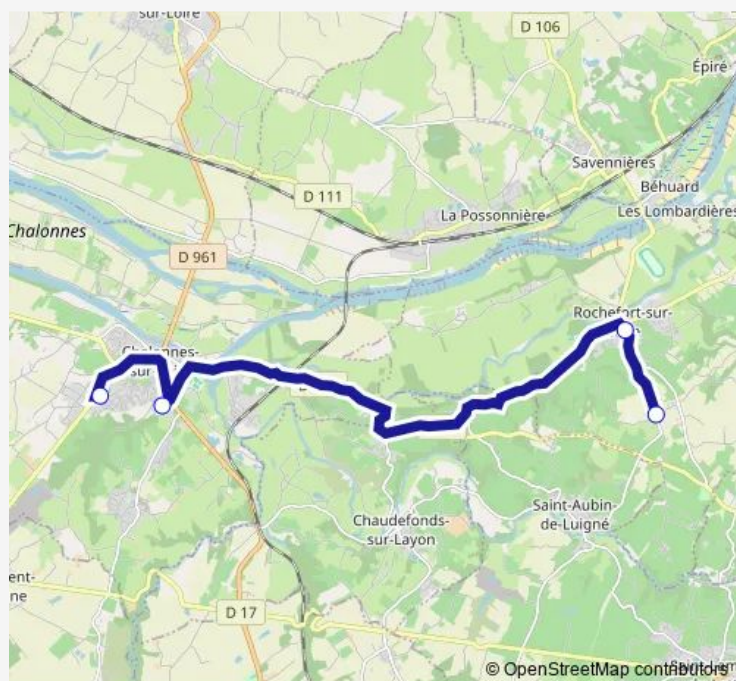 sur-Loire
D 106
Épiré
Savennières
D 111
Béhuard
La Possonnière
Les Lombardières
Chalonnes
D 961
Rochefort-sur-
Chalonnes-
sur-
D
Saint-Aubin-
de-Luigné
Chaudefonds-
sur-Layon
ent-
ne
D 17
© OpenStreetMap contributors